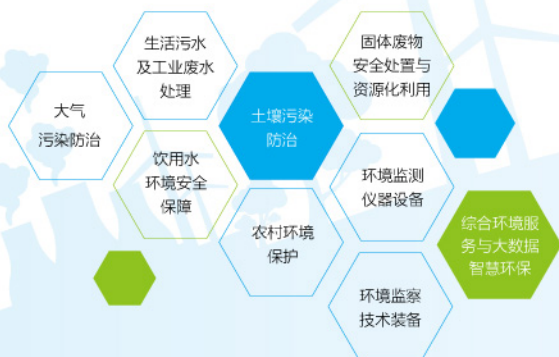 大气
污染防治
生活污水
及工业废水
处理
饮用水
环境安全
保障
土壤污染
防治
农村环境
保护
固体废物
安全处置与
资源化利用
环境监测
仪器设备
环境监察
技术装备
综合环境服
务与大数据
智慧环保